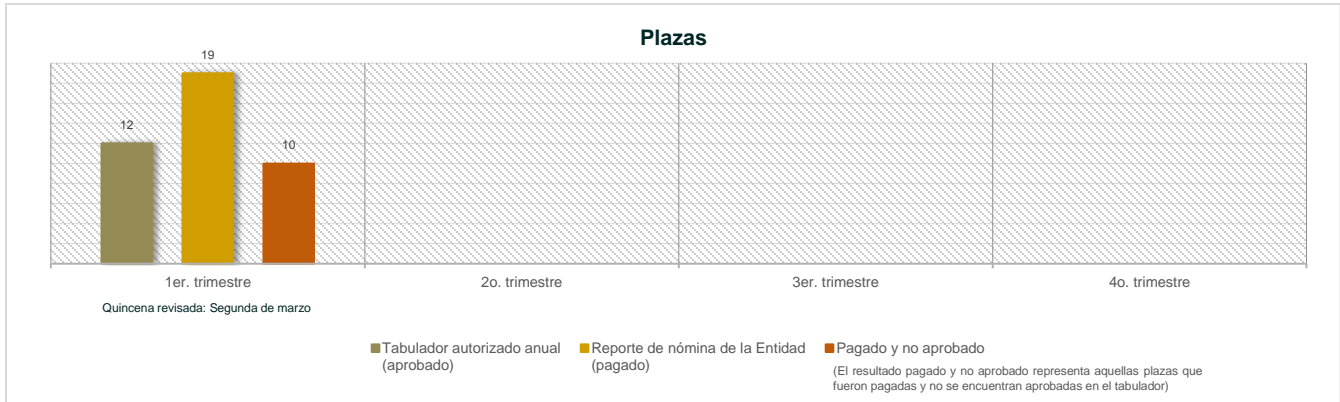 Plazas
19
12
10
1er. trimestre
2o. trimestre
3er. trimestre
4o. trimestre
Quincena revisada: Segunda de marzo
Tabulador autorizado anual
(aprobado)
Reporte de nómina de la Entidad
(pagado)
Pagado y no aprobado
(El resultado pagado y no aprobado representa aquellas plazas que
fueron pagadas y no se encuentran aprobadas en el tabulador)